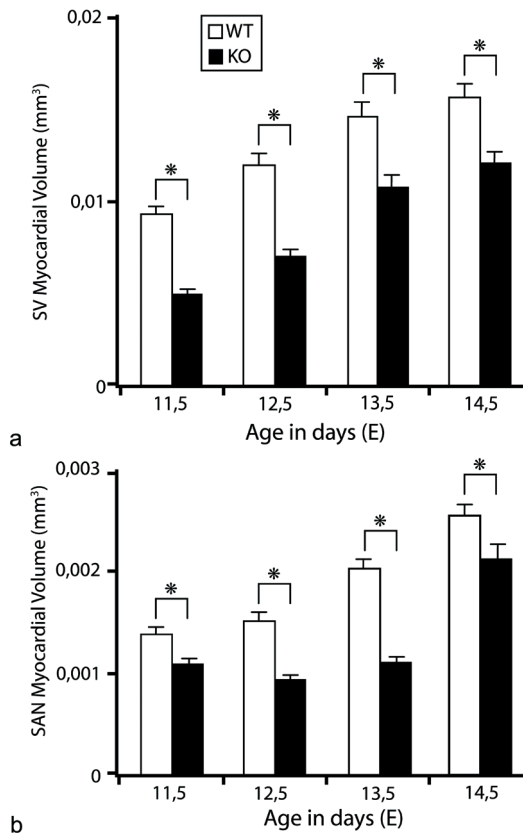 0,02
WT
KO
*
*
*
*
0,01
0
SV Myocardial Volume (mm³)
11,5 12,5 13,5 14,5
Age in days (E)
a
0,003
*
*
*
*
0,002
0,001
0
SAN Myocardial Volume (mm³)
11,5 12,5 13,5 14,5
Age in days (E)
b